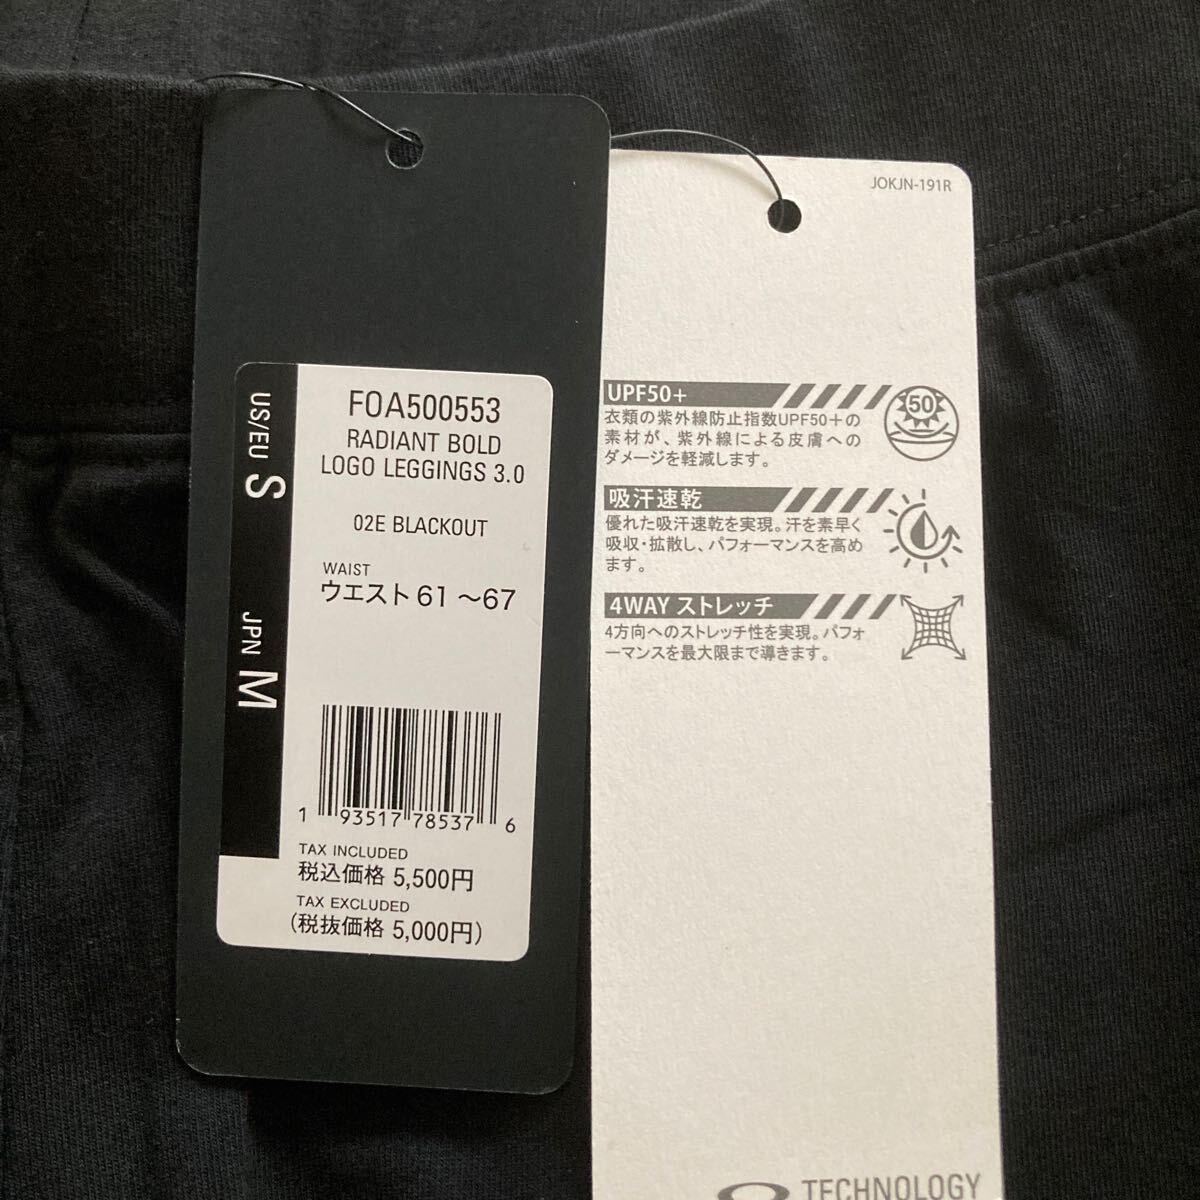 US/EU S
JPN M
FOA500553
RADIANT BOLD
LOGO LEGGINGS 3.0
02E BLACKOUT
WAIST
ウエスト 61 ～67
1 93517 78537 6
TAX INCLUDED
税込価格 5,500円
TAX EXCLUDED
(税抜価格 5,000円)
JOKJN-191R
UPF50+
衣類の紫外線防止指数UPF50+の
素材が、紫外線による皮膚への
ダメージを軽減します。
50
吸汗速乾
優れた吸汗速乾を実現。汗を素早く
吸収・拡散し、パフォーマンスを高め
ます。
4WAY ストレッチ
4方向へのストレッチ性を実現。パフォ
ーマンスを最大限まで導きます。
TECHNOLOGY